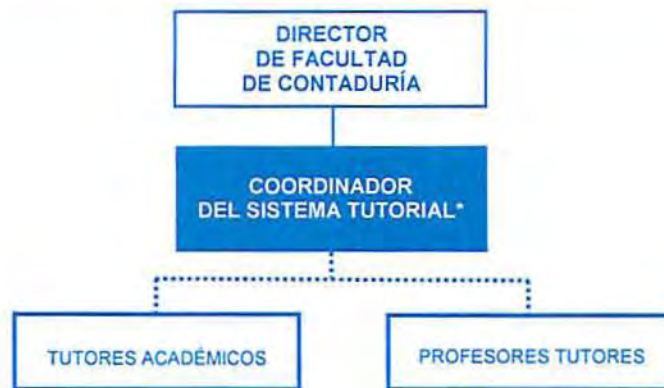 DIRECTOR
DE FACULTAD
DE CONTADURÍA
COORDINADOR
DEL SISTEMA TUTORIAL*
TUTORES ACADÉMICOS
PROFESORES TUTORES